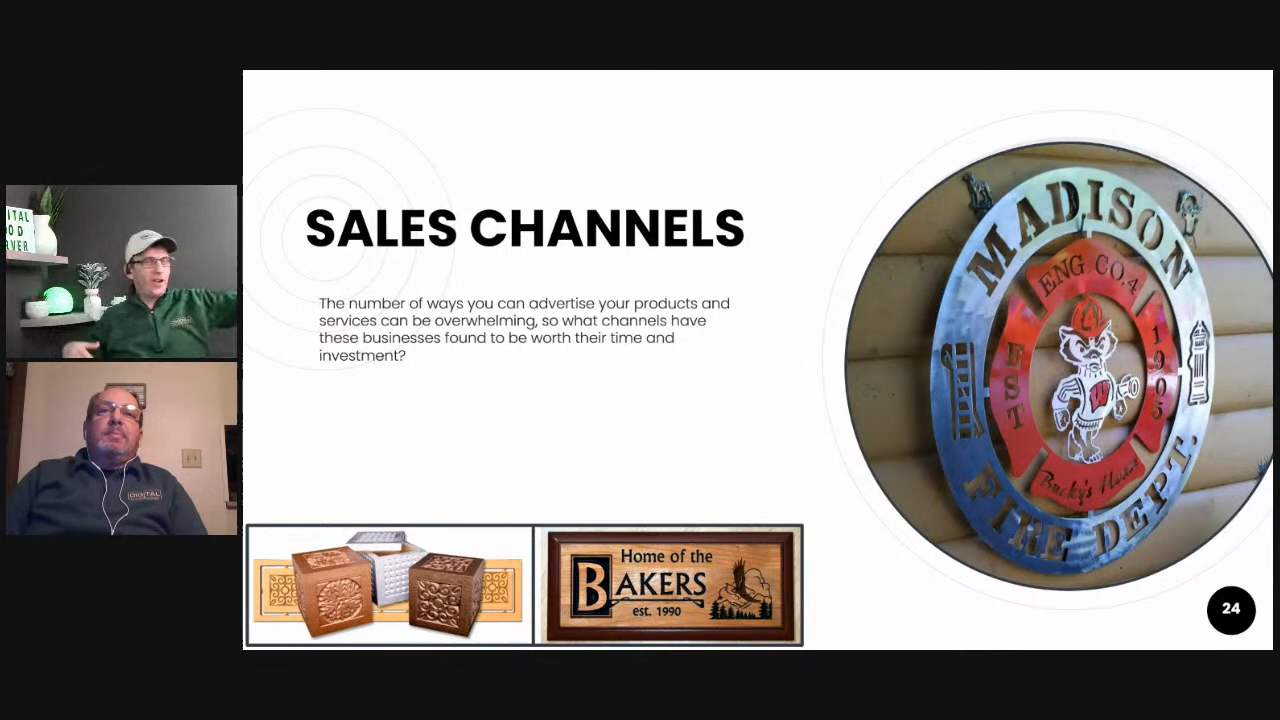 SALES CHANNELS
The number of ways you can advertise your products and
services can be overwhelming, so what channels have
these businesses found to be worth their time and
investment?
MADISON
ENG CO.4
EST 1905
Bucky's House
FIRE DEPT.
W
Home of the
BAKERS
est. 1990
24
DIGITAL